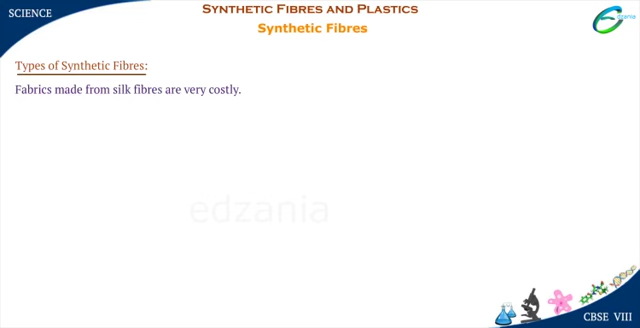 SCIENCE
SYNTHETIC FIBRES AND PLASTICS
Synthetic Fibres
edzania
Types of Synthetic Fibres:
Fabrics made from silk fibres are very costly.
edzania
CBSE VIII